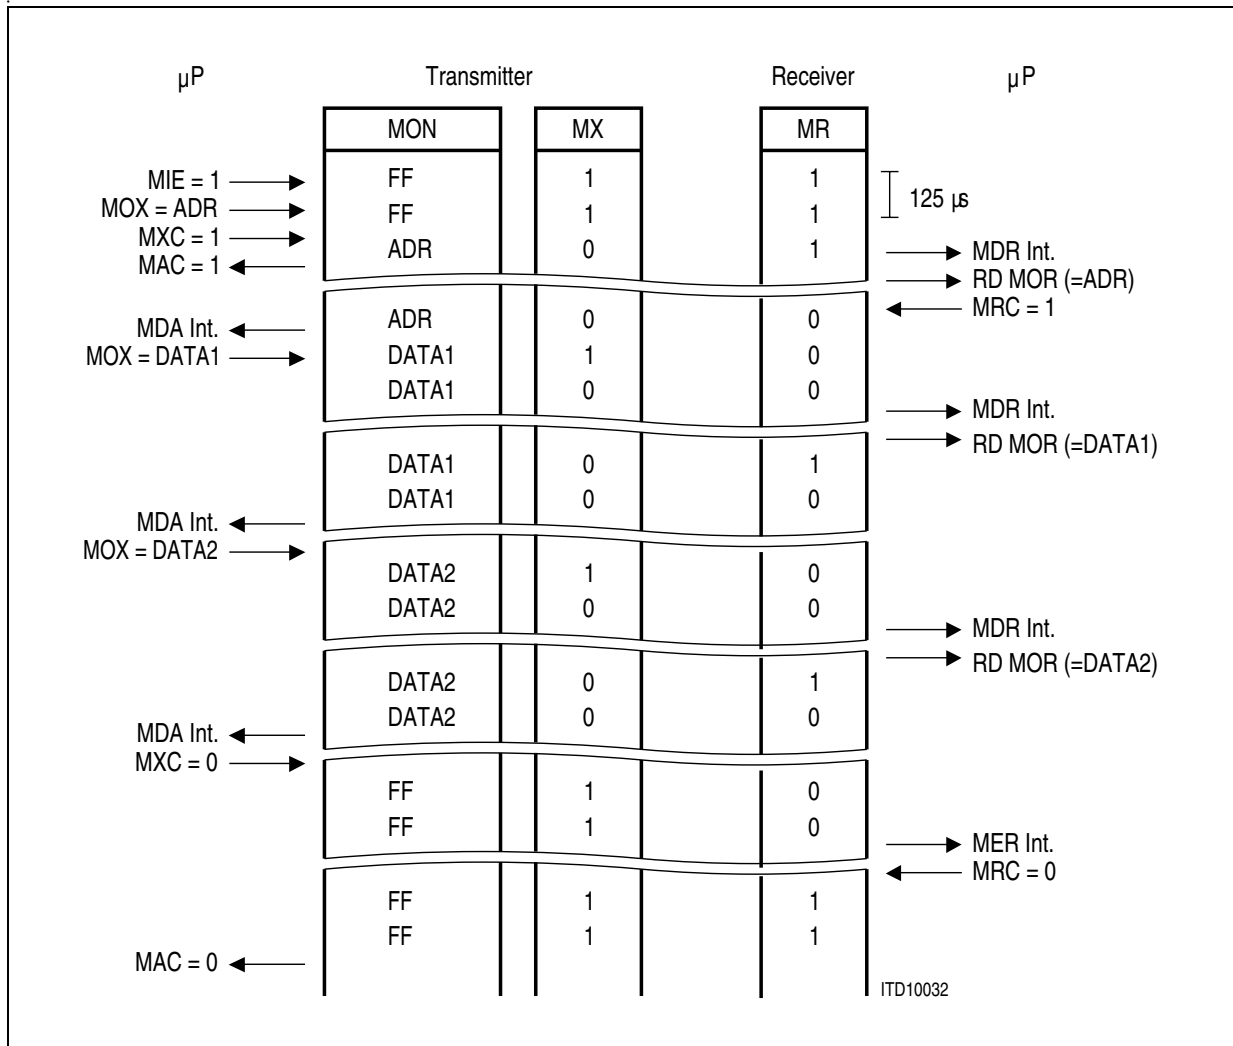 µP Transmitter Receiver µP
MON MX MR
MIE = 1 FF 1 1
125 µs
MOX = ADR FF 1 1
MXC = 1
ADR 0 1 MDR Int.
MAC = 1
RD MOR (=ADR)
MRC = 1
MDA Int. ADR 0 0
MOX = DATA1 DATA1 1 0
DATA1 0 0
MDR Int.
RD MOR (=DATA1)
DATA1 0 1
DATA1 0 0
MDA Int.
MOX = DATA2
DATA2 1 0
DATA2 0 0
MDR Int.
RD MOR (=DATA2)
DATA2 0 1
DATA2 0 0
MDA Int.
MXC = 0
FF 1 0
FF 1 0
MER Int.
MRC = 0
FF 1 1
FF 1 1
MAC = 0
ITD10032